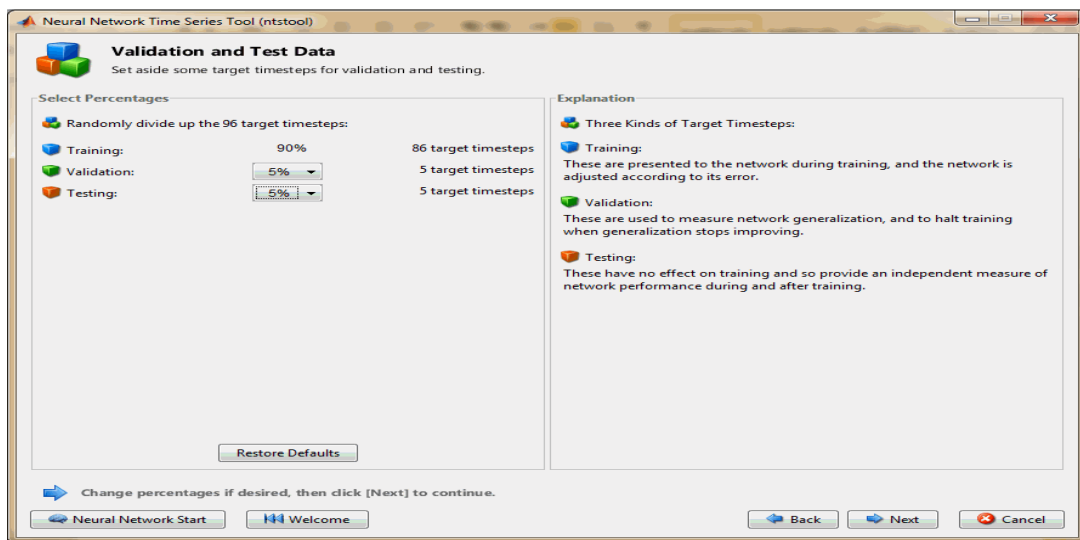 Neural Network Time Series Tool (ntstool)
Validation and Test Data
Set aside some target timesteps for validation and testing.
Select Percentages
Randomly divide up the 96 target timesteps:
Training: 90% 86 target timesteps
Validation: 5% 5 target timesteps
Testing: 5% 5 target timesteps
Restore Defaults
Explanation
Three Kinds of Target Timesteps:
Training:
These are presented to the network during training, and the network is
adjusted according to its error.
Validation:
These are used to measure network generalization, and to halt training
when generalization stops improving.
Testing:
These have no effect on training and so provide an independent measure of
network performance during and after training.
Change percentages if desired, then click [Next] to continue.
Neural Network Start Welcome Back Next Cancel